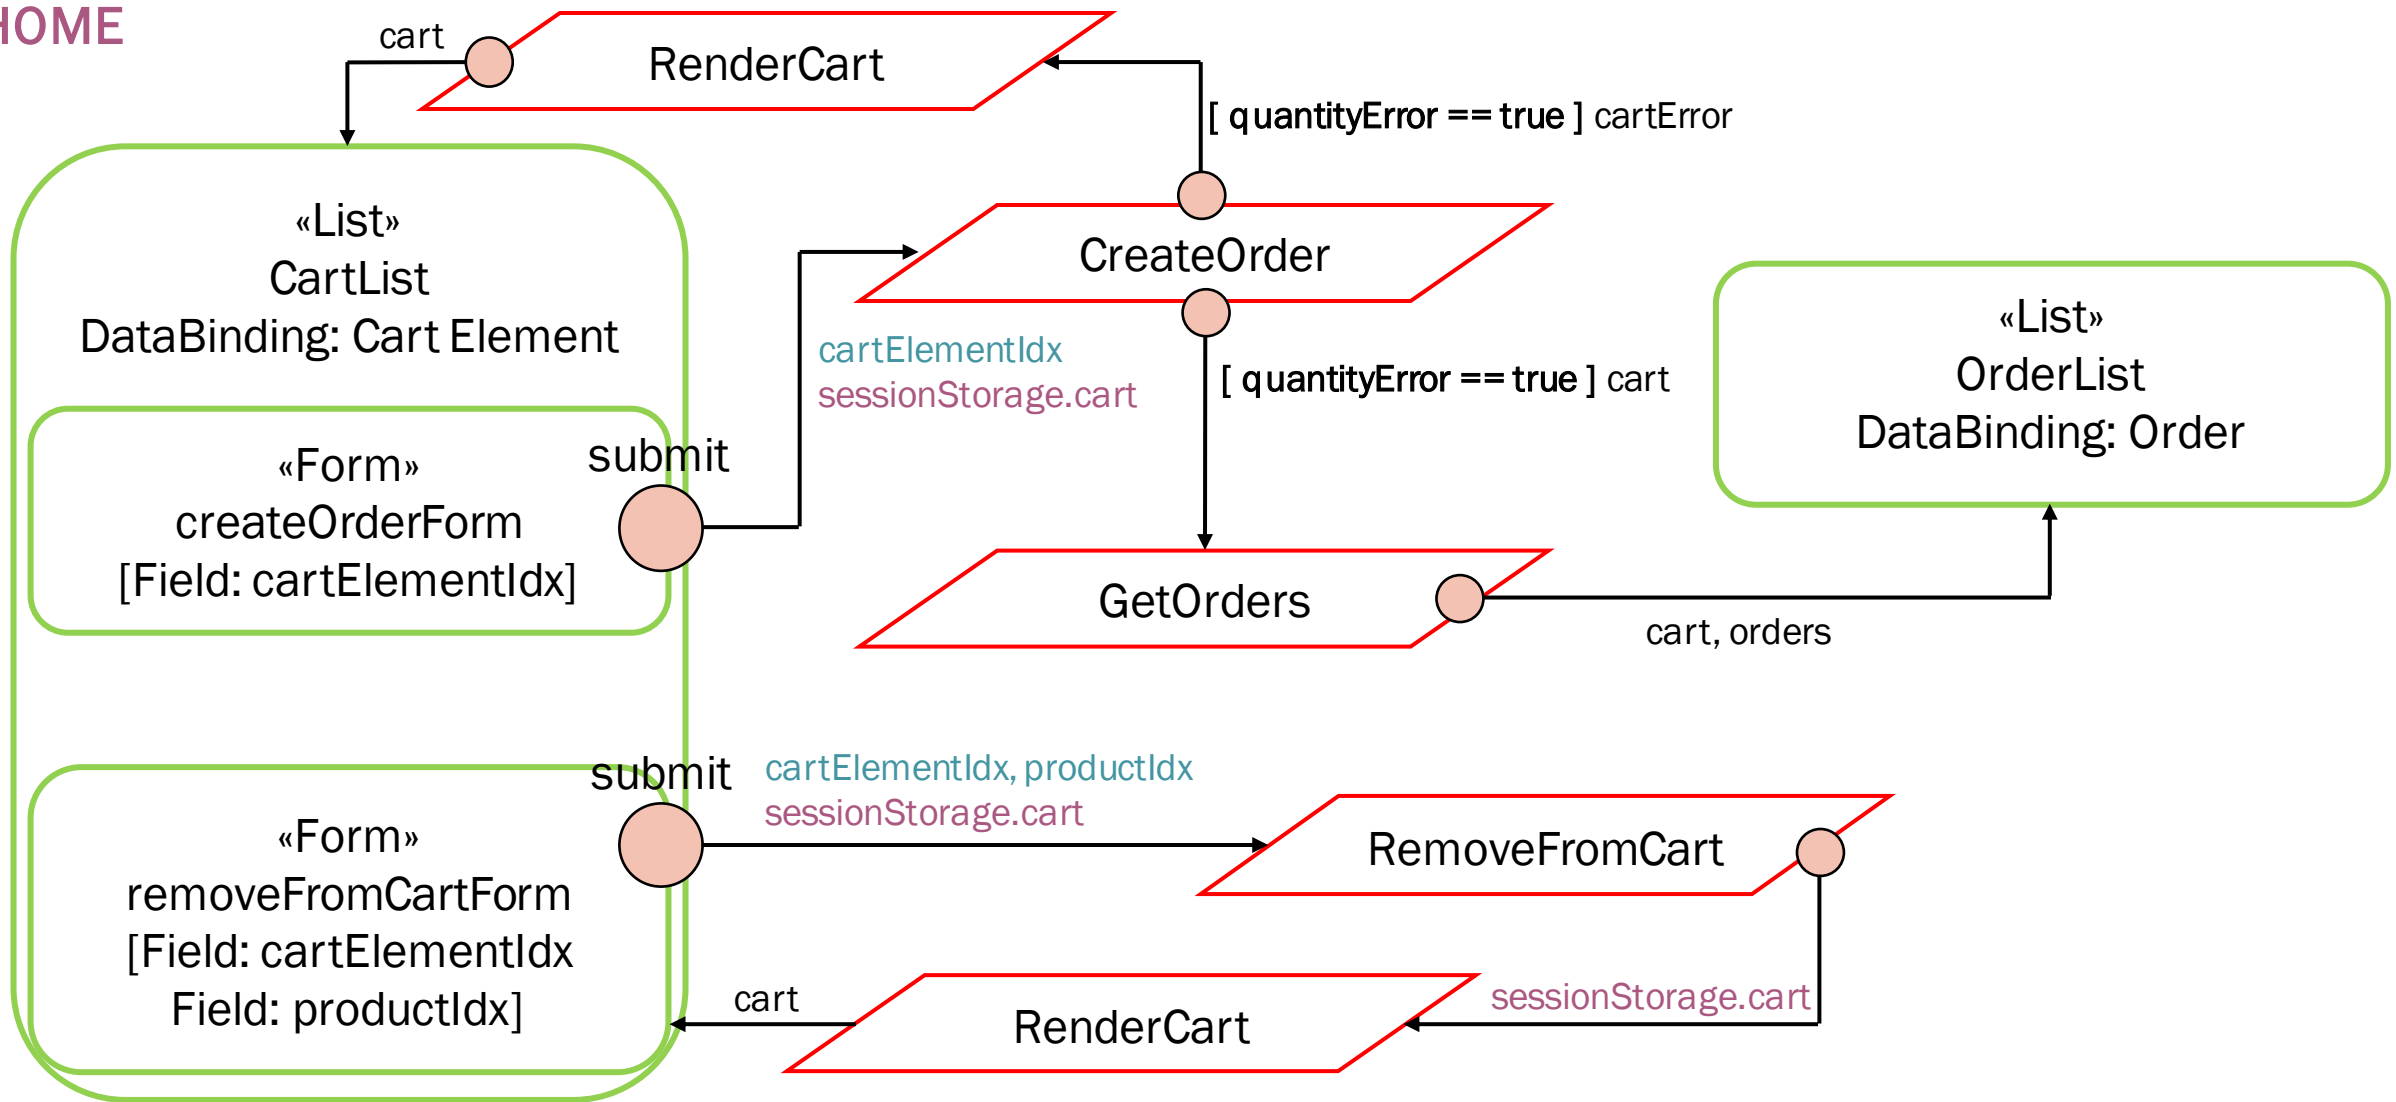 HOME
cart
RenderCart
[ quantityError == true ] cartError
«List»
CartList
DataBinding: Cart Element
CreateOrder
cartElementIdx
sessionStorage.cart
[ quantityError == true ] cart
«List»
OrderList
DataBinding: Order
submit
«Form»
createOrderForm
[Field: cartElementIdx]
GetOrders
cart, orders
submit
cartElementIdx, productIdx
sessionStorage.cart
«Form»
removeFromCartForm
[Field: cartElementIdx
Field: productIdx]
RemoveFromCart
cart
RenderCart
sessionStorage.cart